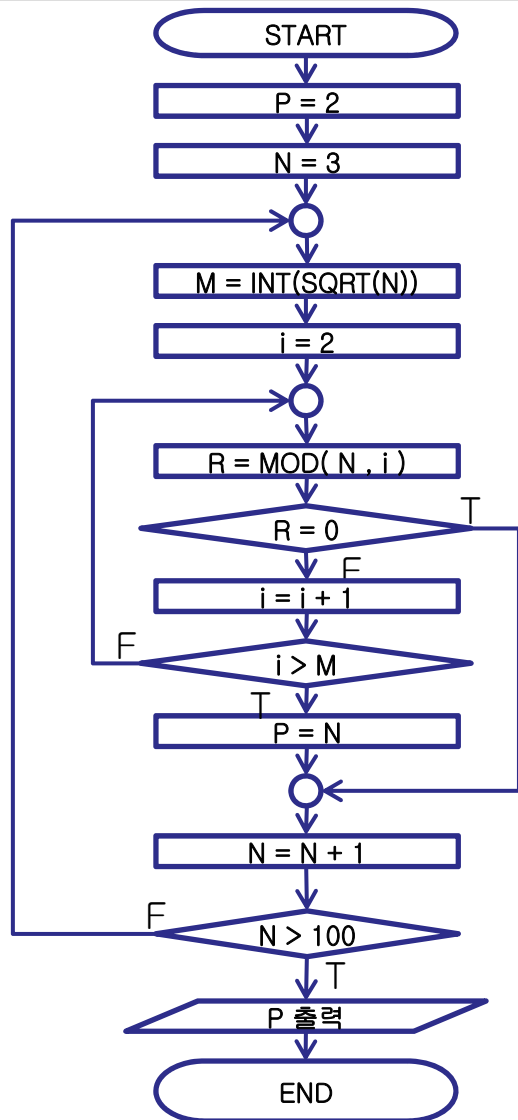 START
P = 2
N = 3
M = INT(SQRT(N))
i = 2
R = MOD( N , i )
T
R = 0
F
i = i + 1
F
i > M
T
P = N
N = N + 1
F
N > 100
T
P 출력
END